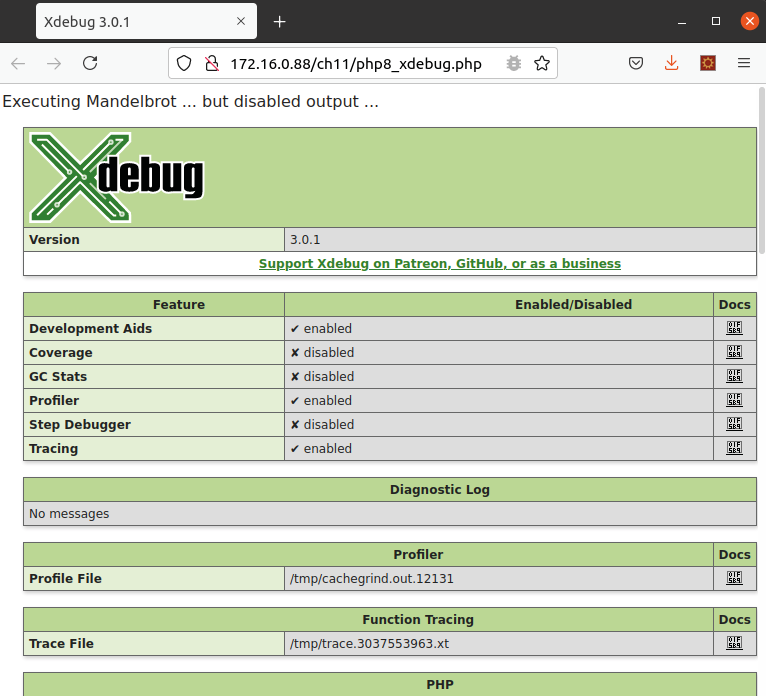 Xdebug 3.0.1
172.16.0.88/ch11/php8_xdebug.php
Executing Mandelbrot ... but disabled output ...
Xdebug
Version 3.0.1
Support Xdebug on Patreon, GitHub, or as a business
Feature Enabled/Disabled Docs
Development Aids ✔ enabled
Coverage ✘ disabled
GC Stats ✘ disabled
Profiler ✔ enabled
Step Debugger ✘ disabled
Tracing ✔ enabled
Diagnostic Log
No messages
Profiler Docs
Profile File /tmp/cachegrind.out.12131
Function Tracing Docs
Trace File /tmp/trace.3037553963.xt
PHP